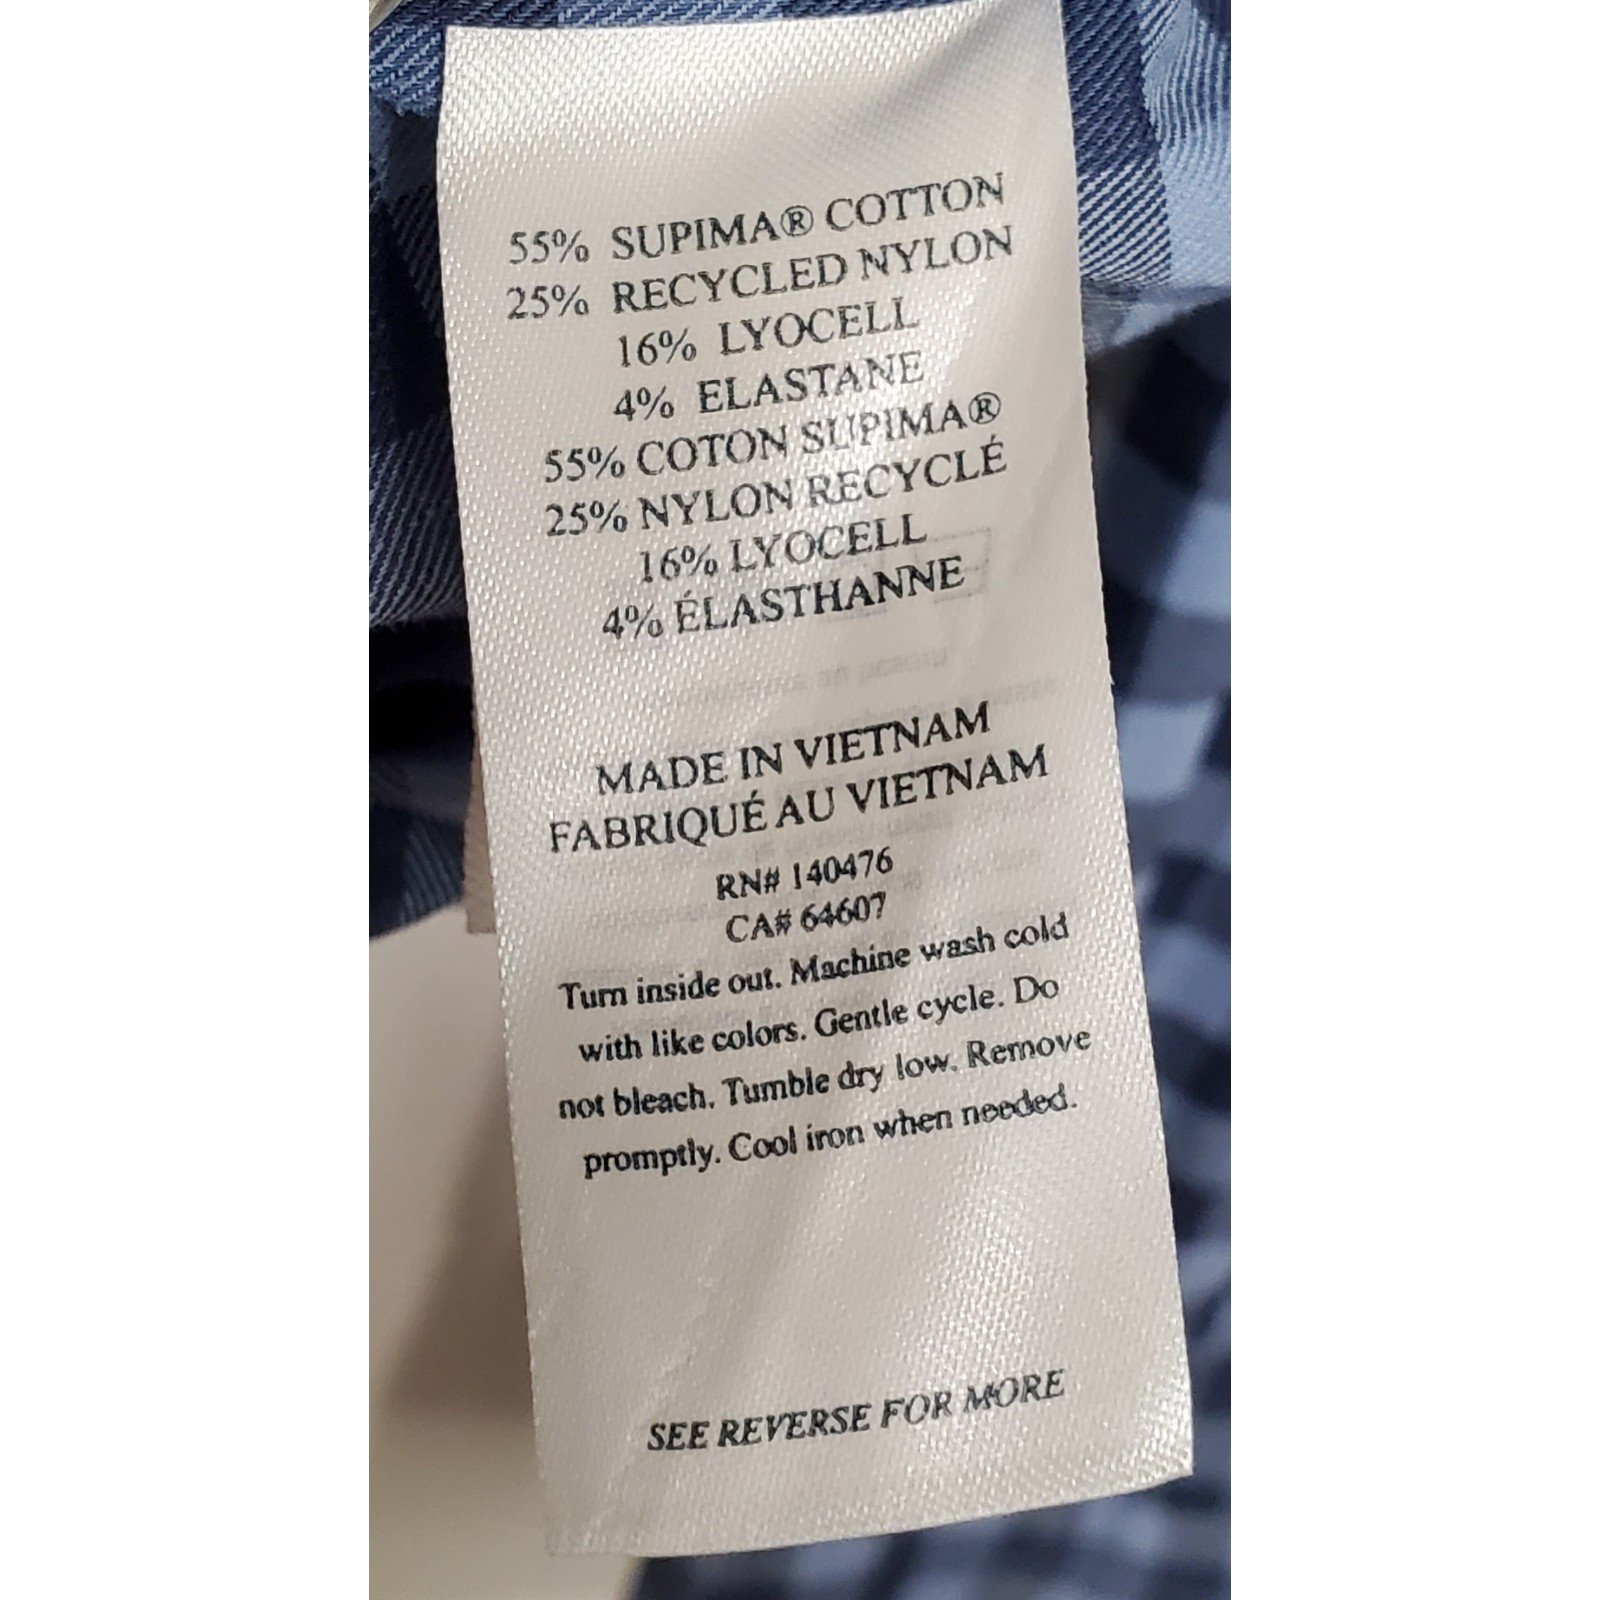 55% SUPIMA® COTTON
25% RECYCLED NYLON
16% LYOCELL
4% ELASTANE
55% COTON SUPIMA®
25% NYLON RECYCLÉ
16% LYOCELL
4% ÉLASTHANNE
MADE IN VIETNAM
FABRIQUÉ AU VIETNAM
RN# 140476
CA# 64607
Turn inside out. Machine wash cold
with like colors. Gentle cycle. Do
not bleach. Tumble dry low. Remove
promptly. Cool iron when needed.
SEE REVERSE FOR MORE